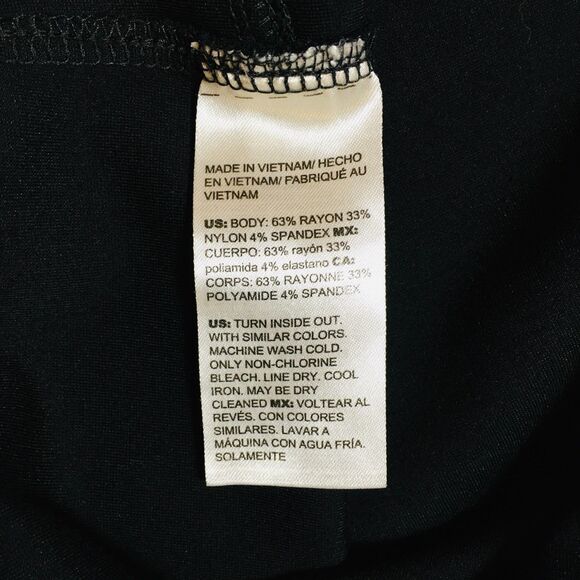 MADE IN VIETNAM/ HECHO
EN VIETNAM/ FABRIQUÉ AU
VIETNAM
US: BODY: 63% RAYON 33%
NYLON 4% SPANDEX MX:
CUERPO: 63% rayón 33%
poliamida 4% elastano CA:
CORPS: 63% RAYONNE 33%
POLYAMIDE 4% SPANDEX
US: TURN INSIDE OUT.
WITH SIMILAR COLORS.
MACHINE WASH COLD.
ONLY NON-CHLORINE
BLEACH. LINE DRY. COOL
IRON. MAY BE DRY
CLEANED MX: VOLTEAR AL
REVÉS. CON COLORES
SIMILARES. LAVAR A
MÁQUINA CON AGUA FRÍA.
SOLAMENTE